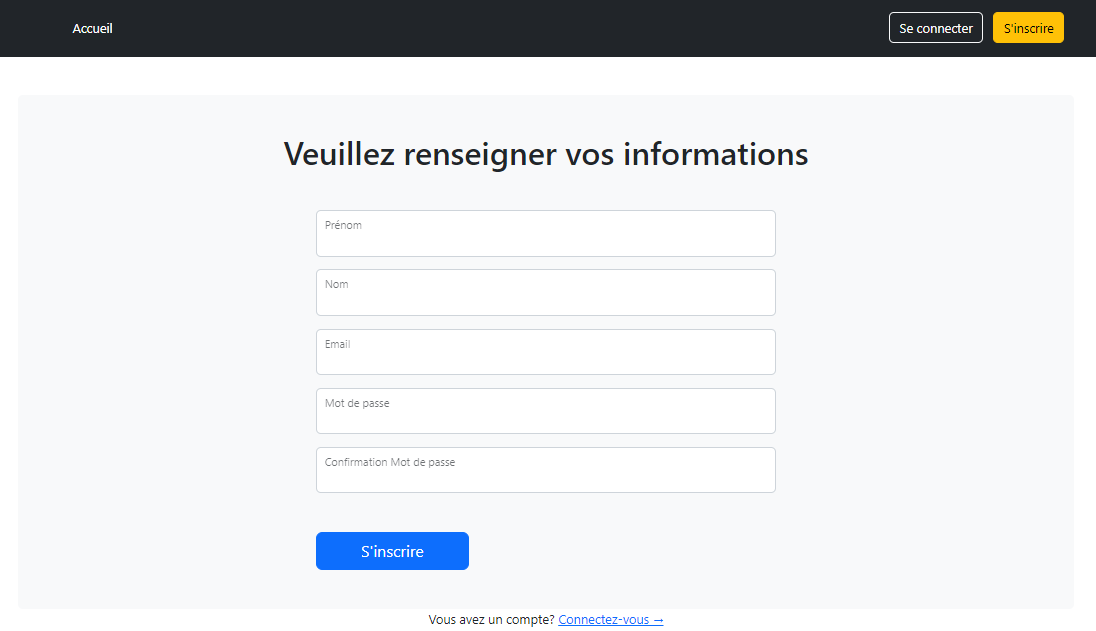 Accueil
Se connecter
S'inscrire
Veuillez renseigner vos informations
Prénom
Nom
Email
Mot de passe
Confirmation Mot de passe
S'inscrire
Vous avez un compte? Connectez-vous →